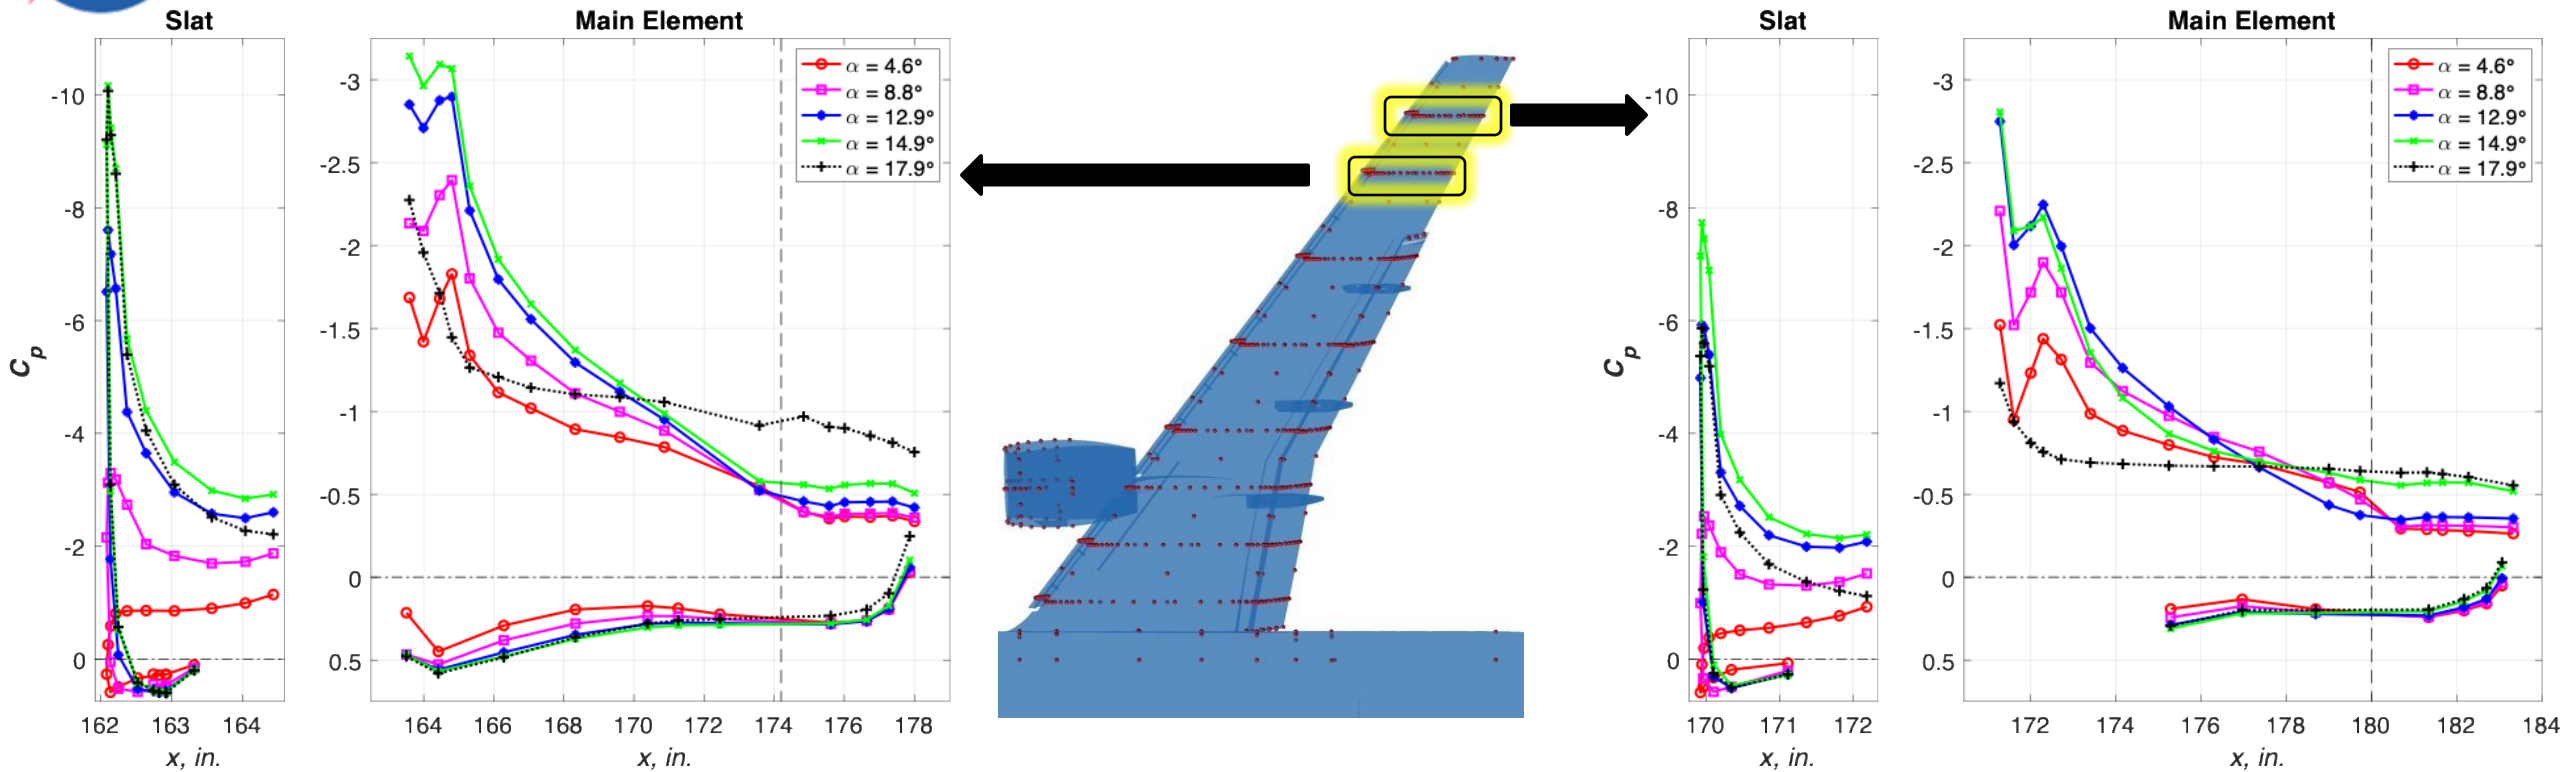 Slat
Main Element
Slat
Main Element
α = 4.6°
α = 8.8°
α = 12.9°
α = 14.9°
α = 17.9°
α = 4.6°
α = 8.8°
α = 12.9°
α = 14.9°
α = 17.9°
Cp
-10
-8
-6
-4
-2
0
162 163 164
x, in.
-3
-2.5
-2
-1.5
-1
-0.5
0
0.5
164 166 168 170 172 174 176 178
x, in.
Cp
-10
-8
-6
-4
-2
0
170 171 172
x, in.
-3
-2.5
-2
-1.5
-1
-0.5
0
0.5
172 174 176 178 180 182 184
x, in.